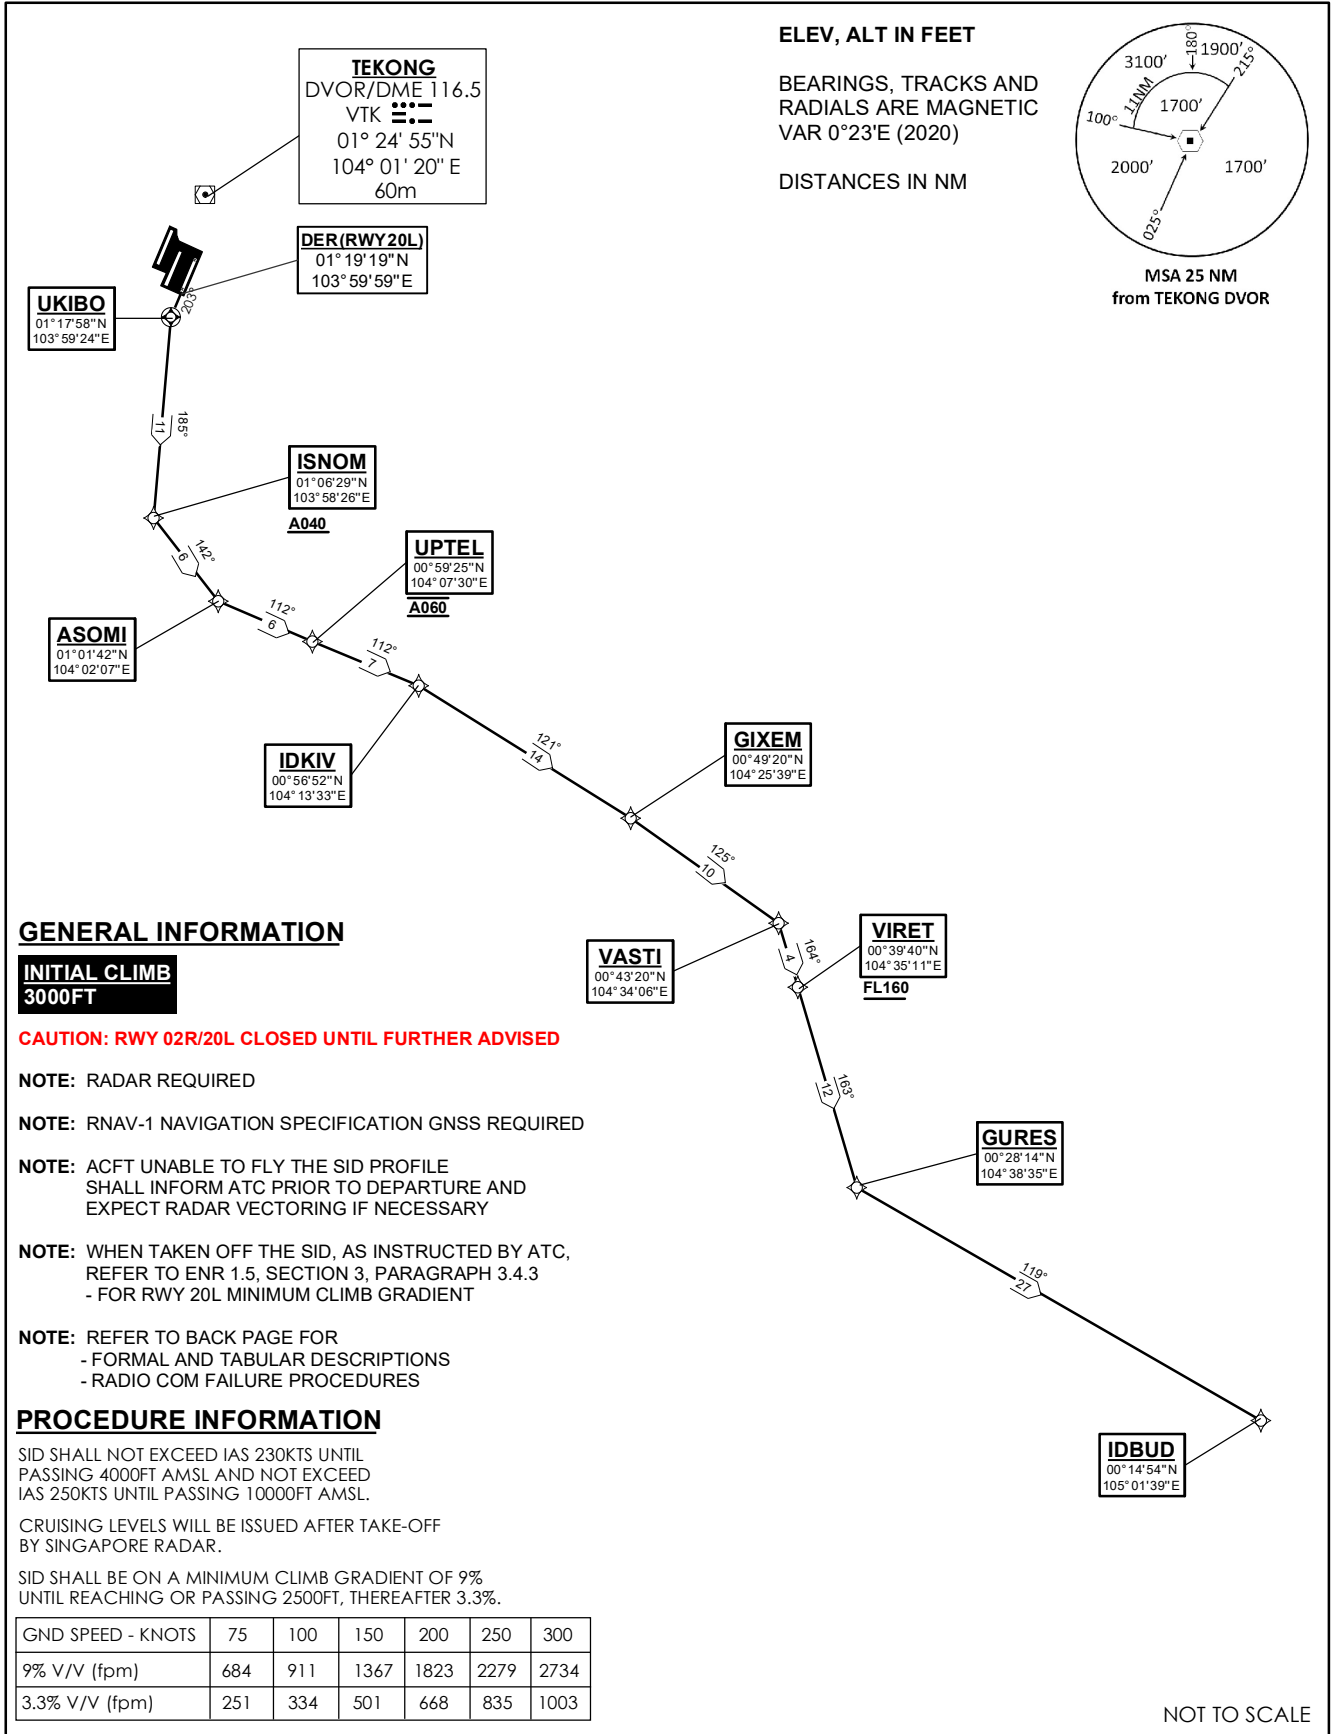 ELEV, ALT IN FEET
BEARINGS, TRACKS AND
RADIALS ARE MAGNETIC
VAR 0°23'E (2020)
DISTANCES IN NM
3100'
180°
1900'
215°
11NM
1700'
100°
2000'
1700'
025°
MSA 25 NM
from TEKONG DVOR
TEKONG
DVOR/DME 116.5
VTK
01° 24' 55"N
104° 01' 20" E
60m
DER(RWY20L)
01°19'19"N
103°59'59"E
203°
UKIBO
01°17'58"N
103°59'24"E
11
185°
ISNOM
01°06'29"N
103°58'26"E
A040
6
142°
UPTEL
00°59'25"N
104°07'30"E
A060
ASOMI
01°01'42"N
104°02'07"E
112°
6
112°
7
IDKIV
00°56'52"N
104°13'33"E
121°
14
GIXEM
00°49'20"N
104°25'39"E
125°
10
VASTI
00°43'20"N
104°34'06"E
4
164°
VIRET
00°39'40"N
104°35'11"E
FL160
12
163°
GURES
00°28'14"N
104°38'35"E
119°
27
IDBUD
00°14'54"N
105°01'39"E
GENERAL INFORMATION
INITIAL CLIMB
3000FT
CAUTION: RWY 02R/20L CLOSED UNTIL FURTHER ADVISED
NOTE: RADAR REQUIRED
NOTE: RNAV-1 NAVIGATION SPECIFICATION GNSS REQUIRED
NOTE: ACFT UNABLE TO FLY THE SID PROFILE
SHALL INFORM ATC PRIOR TO DEPARTURE AND
EXPECT RADAR VECTORING IF NECESSARY
NOTE: WHEN TAKEN OFF THE SID, AS INSTRUCTED BY ATC,
REFER TO ENR 1.5, SECTION 3, PARAGRAPH 3.4.3
- FOR RWY 20L MINIMUM CLIMB GRADIENT
NOTE: REFER TO BACK PAGE FOR
- FORMAL AND TABULAR DESCRIPTIONS
- RADIO COM FAILURE PROCEDURES
PROCEDURE INFORMATION
SID SHALL NOT EXCEED IAS 230KTS UNTIL
PASSING 4000FT AMSL AND NOT EXCEED
IAS 250KTS UNTIL PASSING 10000FT AMSL.
CRUISING LEVELS WILL BE ISSUED AFTER TAKE-OFF
BY SINGAPORE RADAR.
SID SHALL BE ON A MINIMUM CLIMB GRADIENT OF 9%
UNTIL REACHING OR PASSING 2500FT, THEREAFTER 3.3%.
GND SPEED - KNOTS 75 100 150 200 250 300
9% V/V (fpm) 684 911 1367 1823 2279 2734
3.3% V/V (fpm) 251 334 501 668 835 1003
NOT TO SCALE